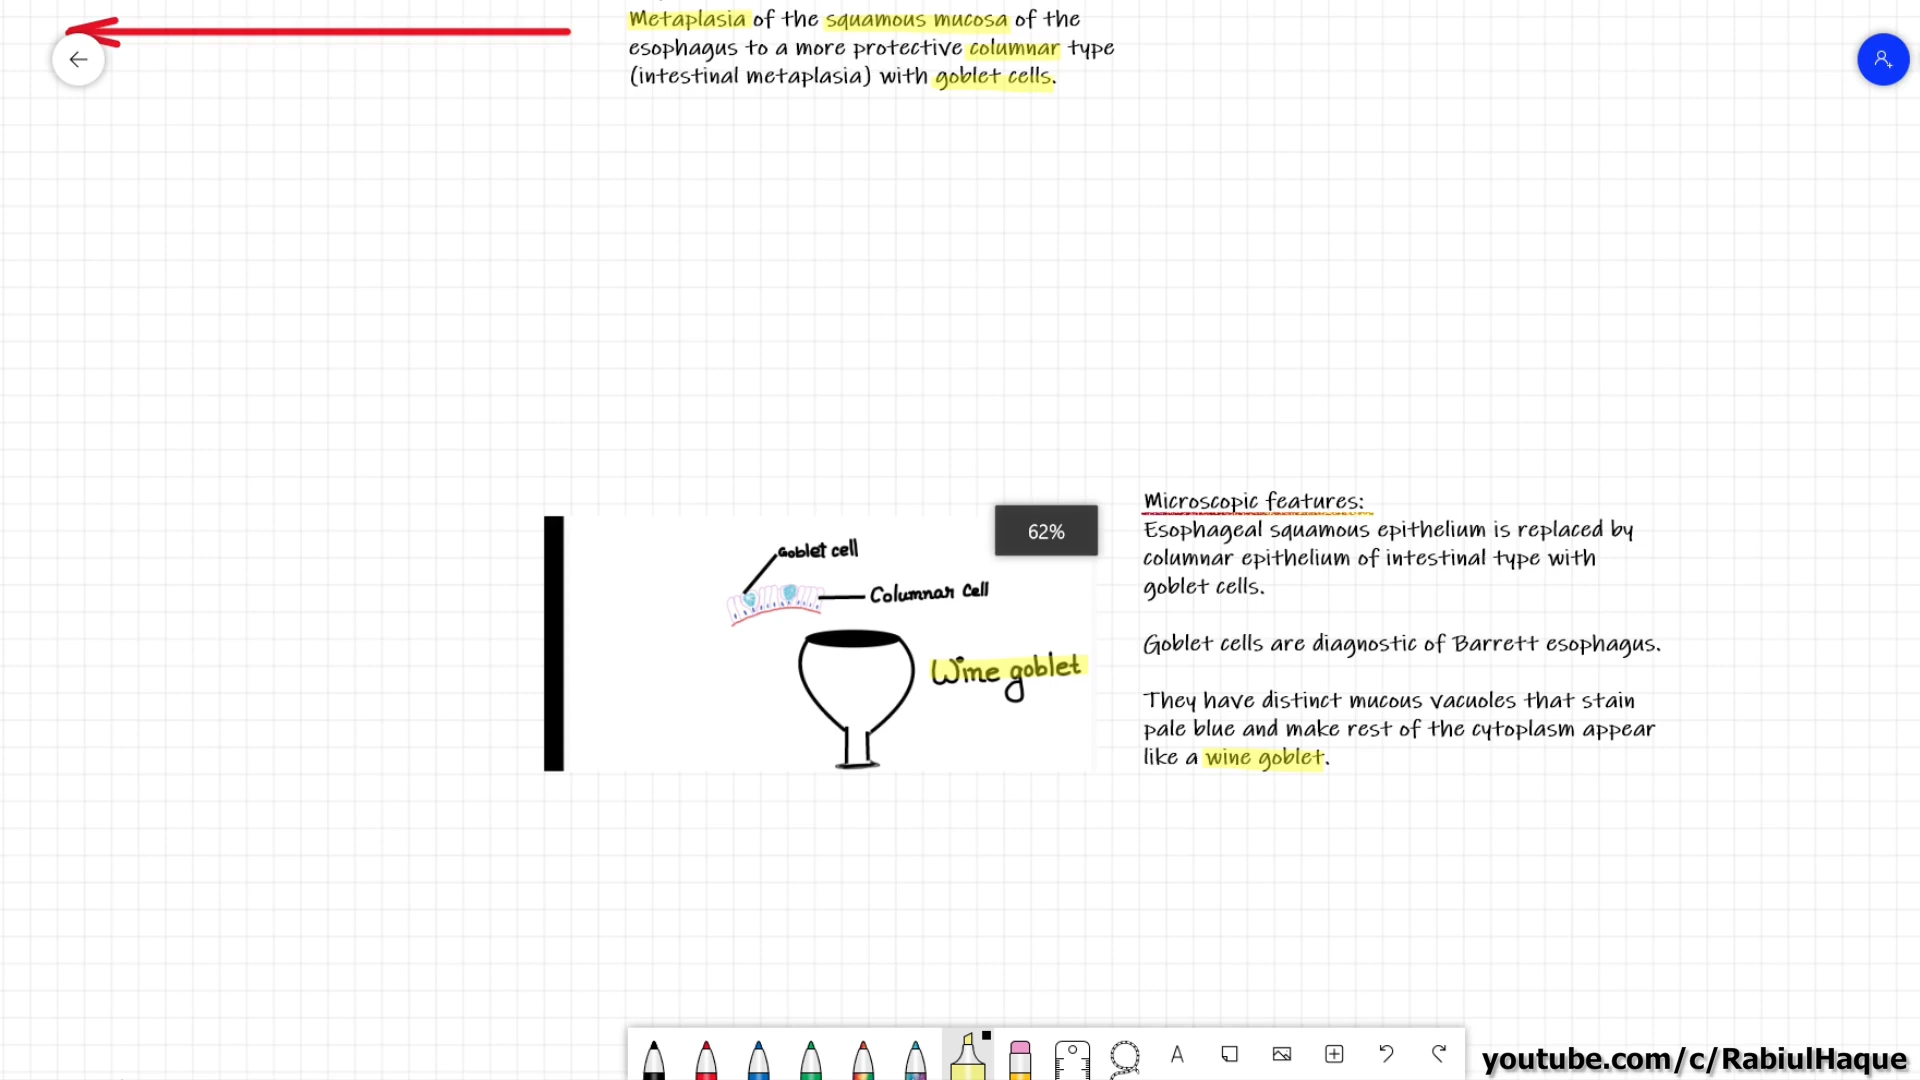 Metaplasia of the squamous mucosa of the
esophagus to a more protective columnar type
(intestinal metaplasia) with goblet cells.
62%
Goblet cell
Columnar Cell
Wine goblet
Microscopic features:
Esophageal squamous epithelium is replaced by
columnar epithelium of intestinal type with
goblet cells.
Goblet cells are diagnostic of Barrett esophagus.
They have distinct mucous vacuoles that stain
pale blue and make rest of the cytoplasm appear
like a wine goblet.
youtube.com/c/RabiulHaque